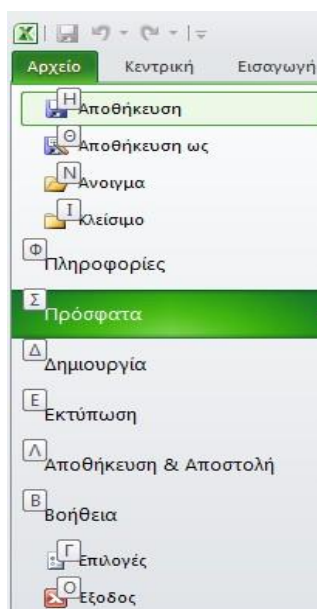 Αρχείο Κεντρική Εισαγωγή
Η Αποθήκευση
Θ Αποθήκευση ως
Ν Άνοιγμα
Ι Κλείσιμο
Φ Πληροφορίες
Σ Πρόσφατα
Δ Δημιουργία
Ε Εκτύπωση
Λ Αποθήκευση & Αποστολή
Β Βοήθεια
Γ Επιλογές
Ο Έξοδος